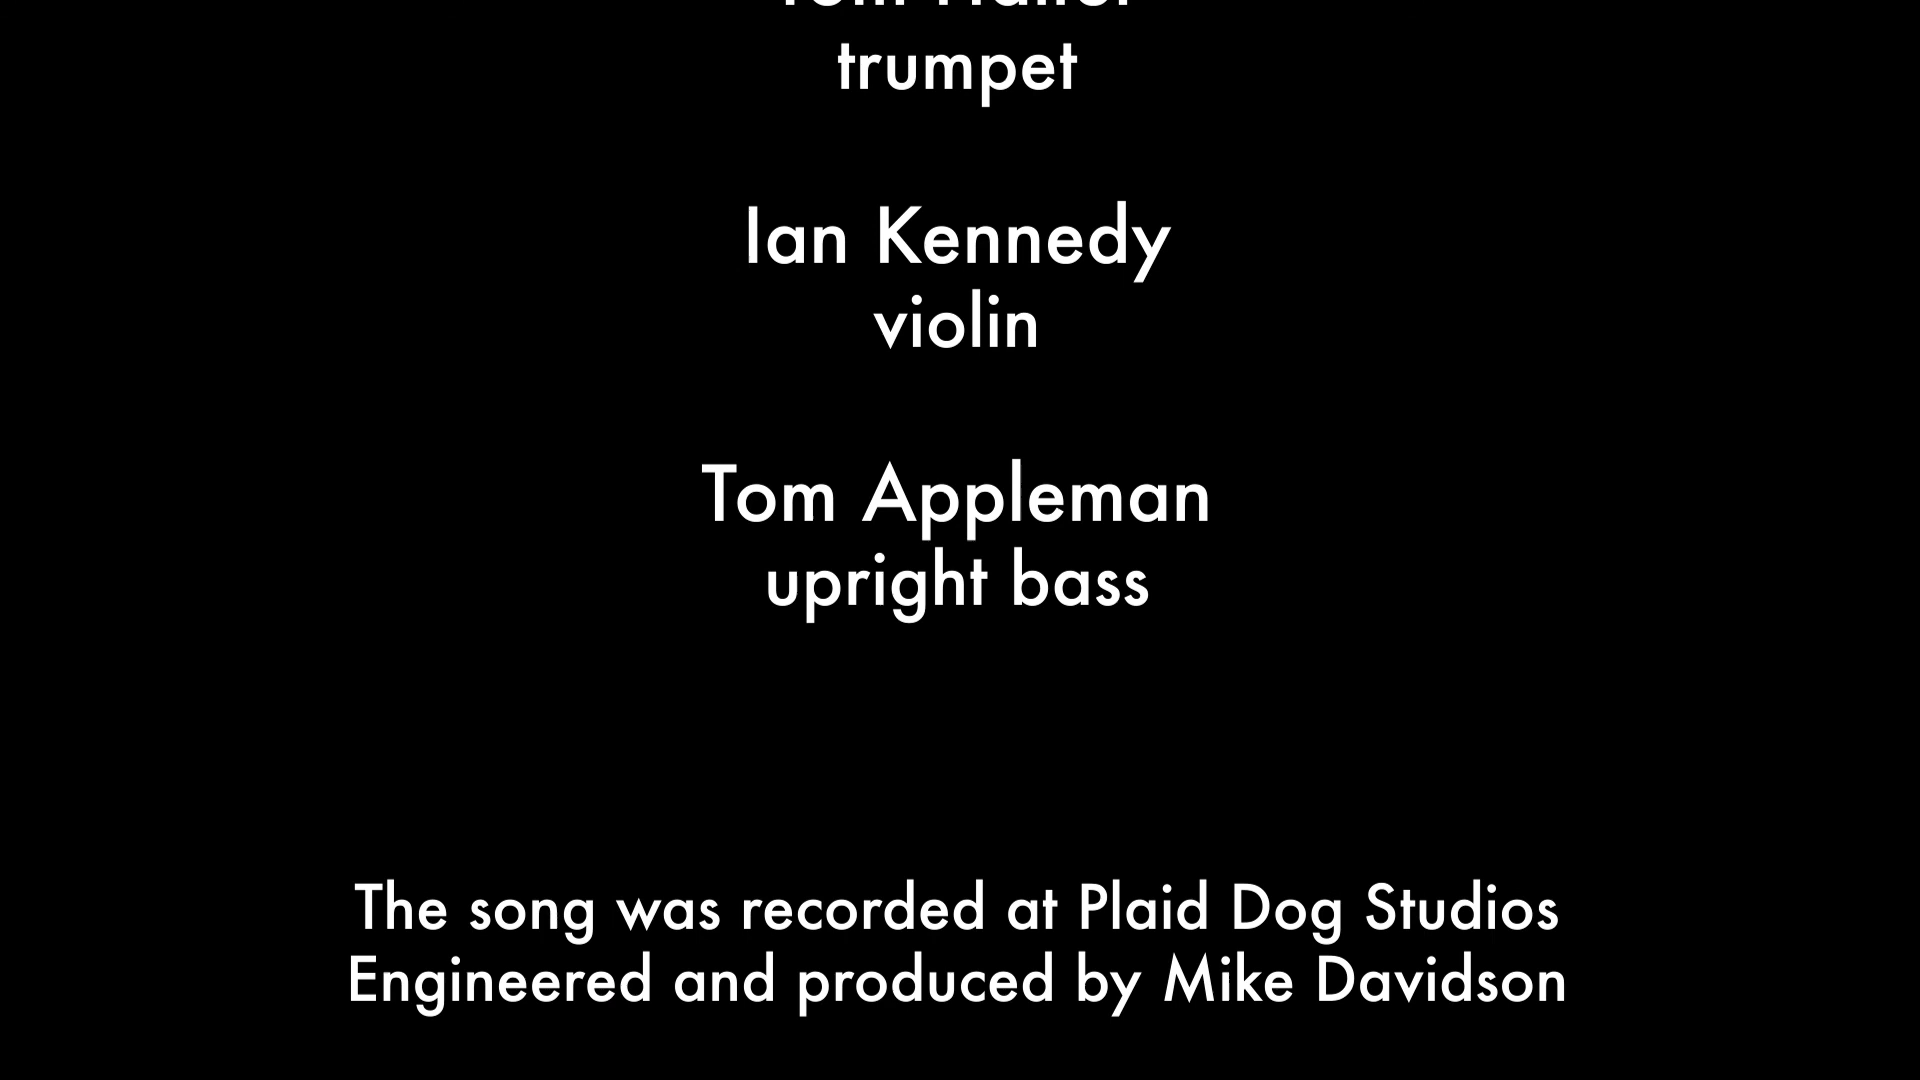 trumpet
Ian Kennedy
violin
Tom Appleman
upright bass
The song was recorded at Plaid Dog Studios
Engineered and produced by Mike Davidson